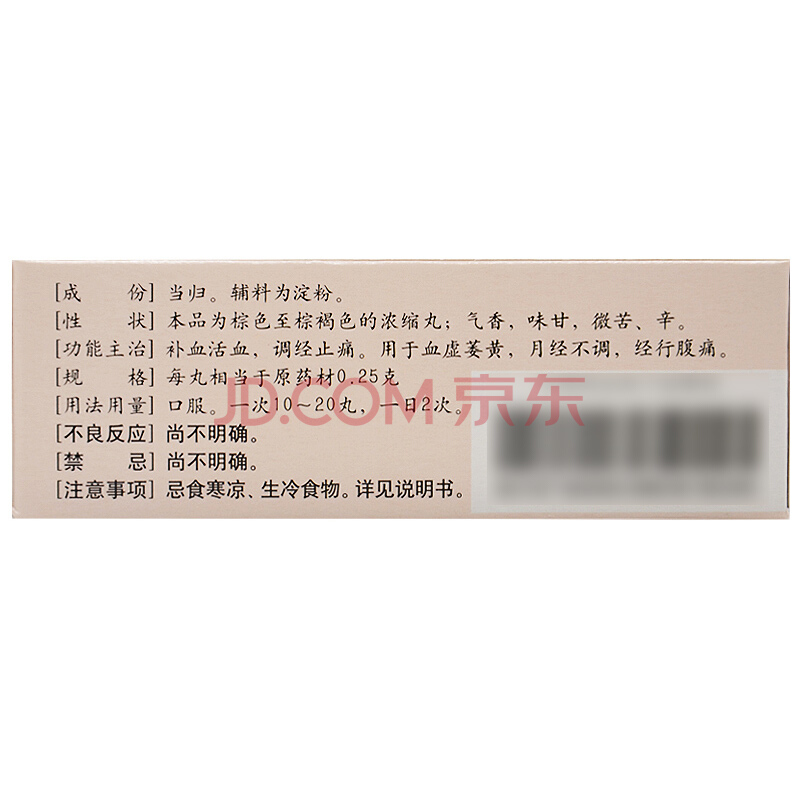 [成 份] 当归。辅料为淀粉。
[性 状] 本品为棕色至棕褐色的浓缩丸；气香，味甘，微苦、辛。
[功能主治] 补血活血，调经止痛。用于血虚萎黄，月经不调，经行腹痛。
[规 格] 每丸相当于原药材0.25克
[用法用量] 口服。一次10～20丸，一日2次。
JD.COM 京东
[不良反应] 尚不明确。
[禁 忌] 尚不明确。
[注意事项] 忌食寒凉、生冷食物。详见说明书。